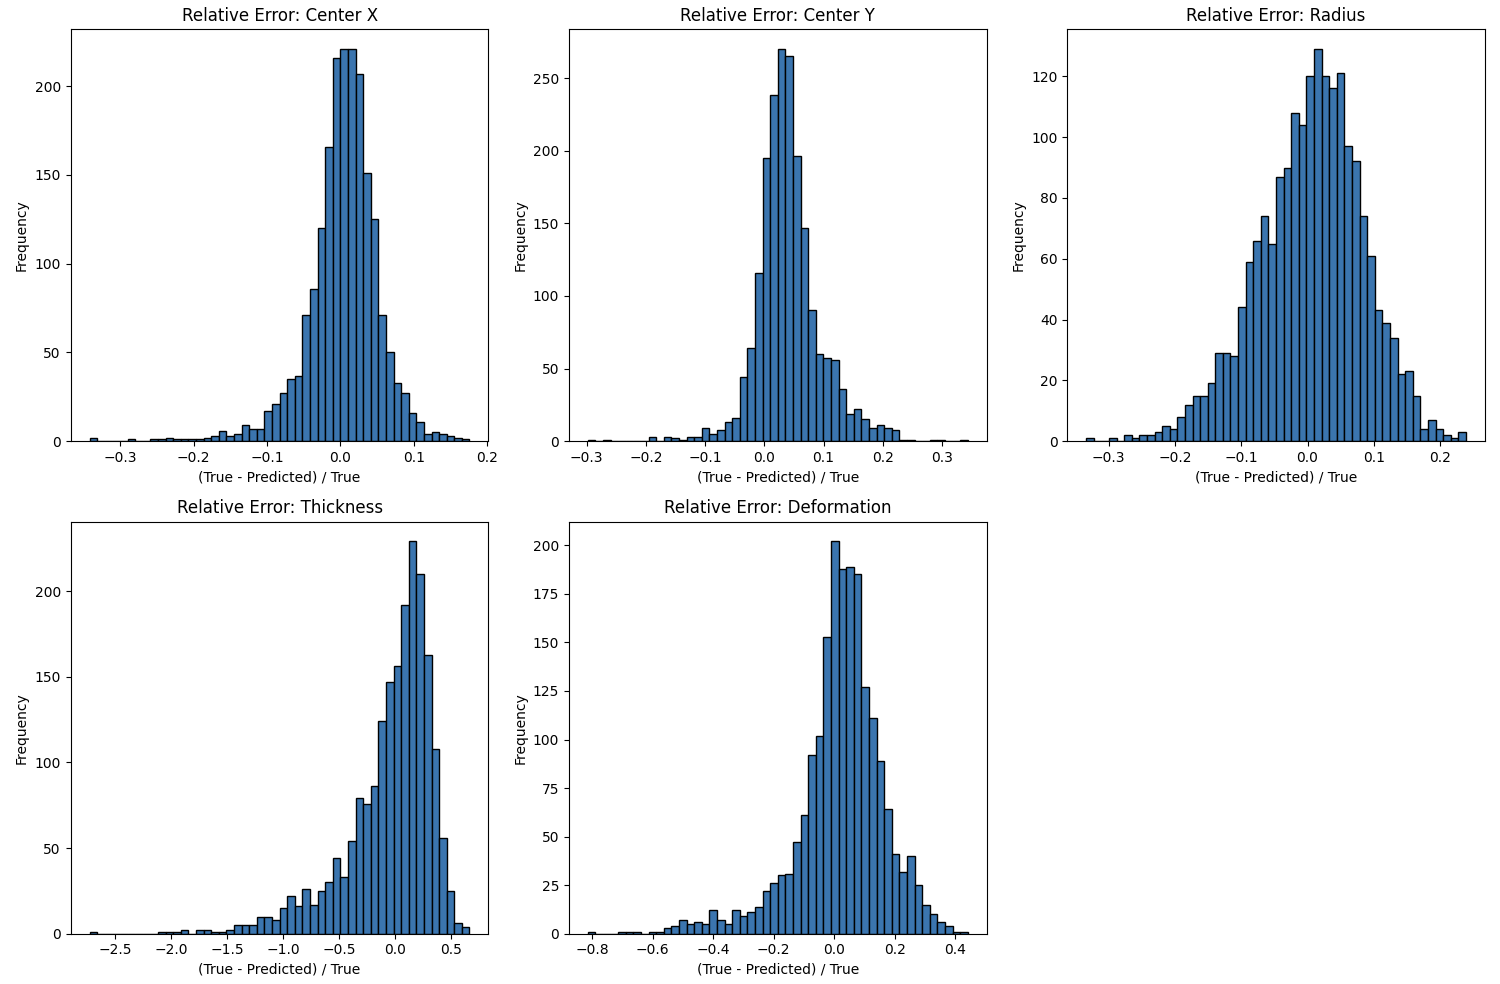 Relative Error: Center X
Frequency
200
150
100
50
0
−0.3 −0.2 −0.1 0.0 0.1 0.2
(True - Predicted) / True
Relative Error: Center Y
Frequency
250
200
150
100
50
0
−0.3 −0.2 −0.1 0.0 0.1 0.2 0.3
(True - Predicted) / True
Relative Error: Radius
Frequency
120
100
80
60
40
20
0
−0.3 −0.2 −0.1 0.0 0.1 0.2
(True - Predicted) / True
Relative Error: Thickness
Frequency
200
150
100
50
0
−2.5 −2.0 −1.5 −1.0 −0.5 0.0 0.5
(True - Predicted) / True
Relative Error: Deformation
Frequency
200
175
150
125
100
75
50
25
0
−0.8 −0.6 −0.4 −0.2 0.0 0.2 0.4
(True - Predicted) / True